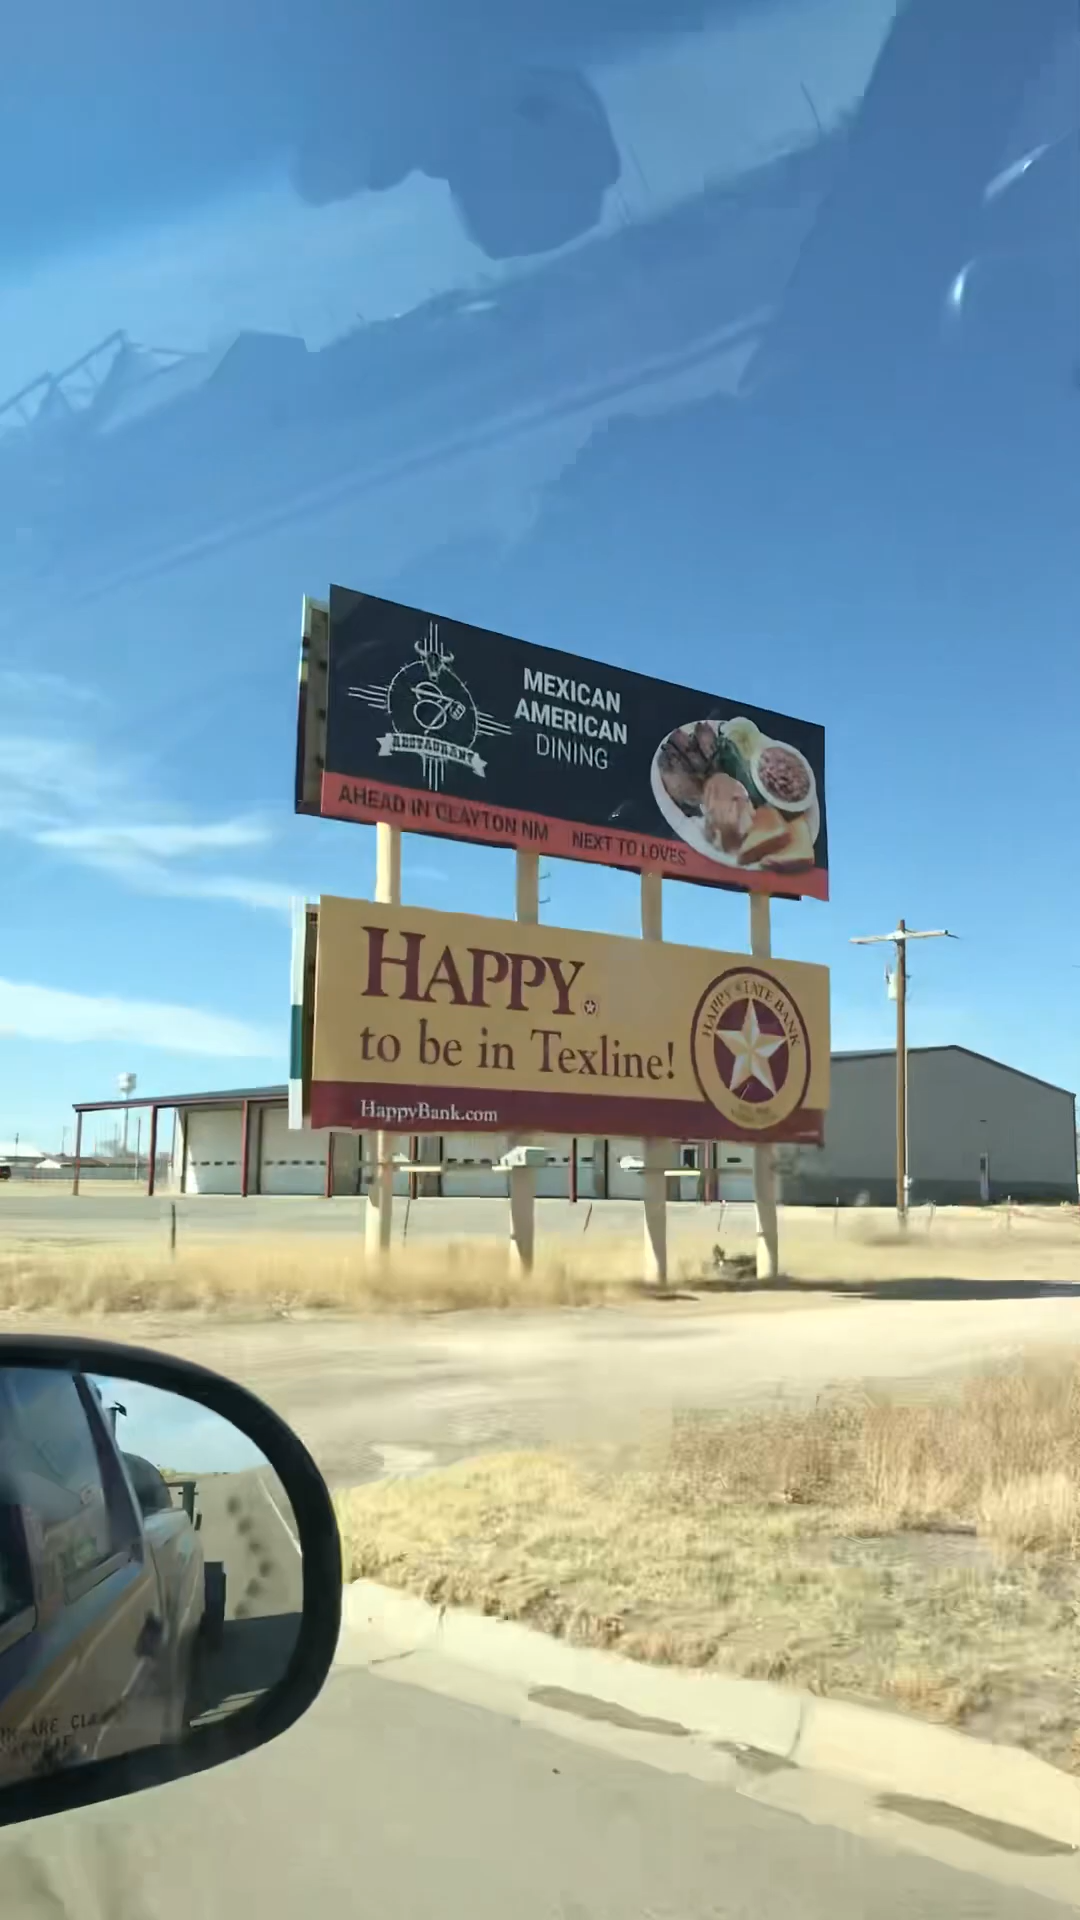 RESTAURANT
MEXICAN
AMERICAN
DINING
AHEAD IN CLAYTON NM NEXT TO LOVES
HAPPY
to be in Texline!
HappyBank.com
HAPPY STATE BANK
ARE